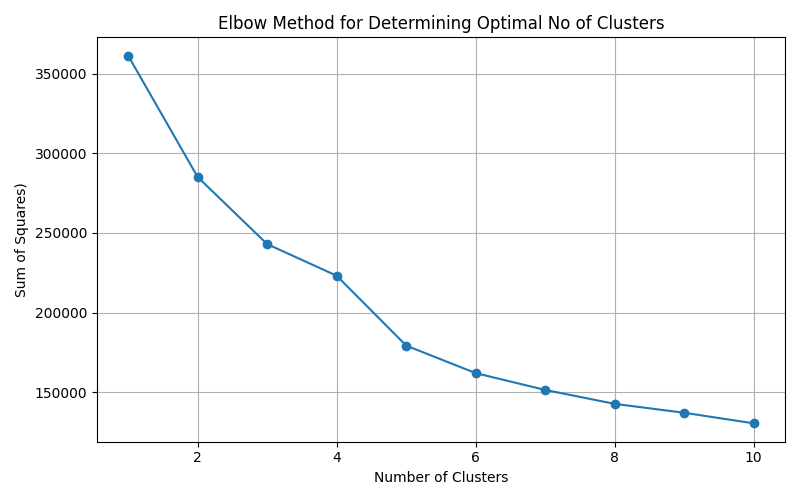 Elbow Method for Determining Optimal No of Clusters
350000
300000
250000
200000
150000
Sum of Squares)
2 4 6 8 10
Number of Clusters